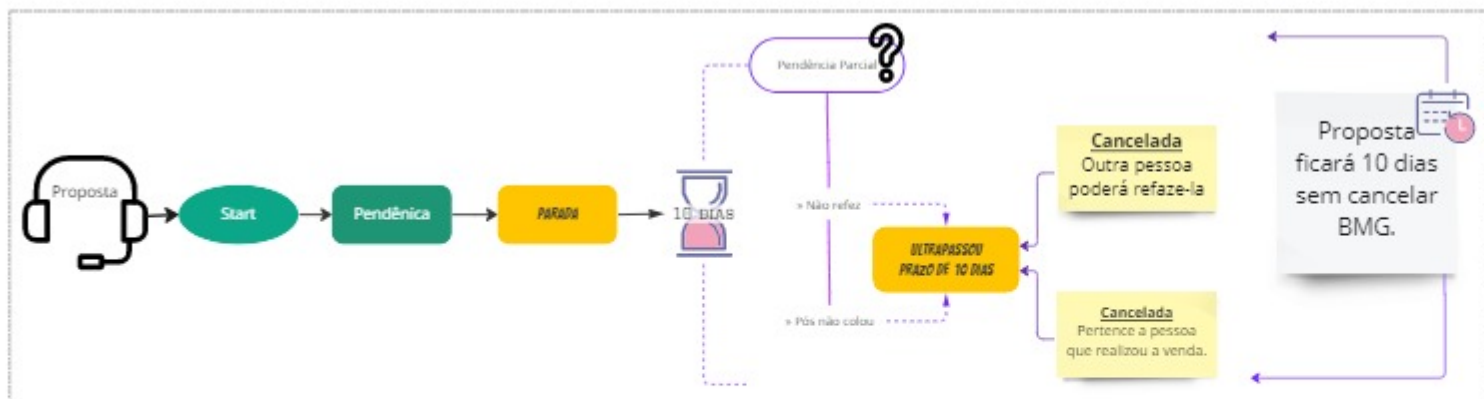 Proposta
Start
Pendênica
PARADA
10 DIAS
Pendência Parcial
» Não refez
» Pós não colou
ULTRAPASSOU
PRAZO DE 10 DIAS
Cancelada
Outra pessoa
poderá refaze-la
Cancelada
Pertence a pessoa
que realizou a venda.
Proposta
ficará 10 dias
sem cancelar
BMG.